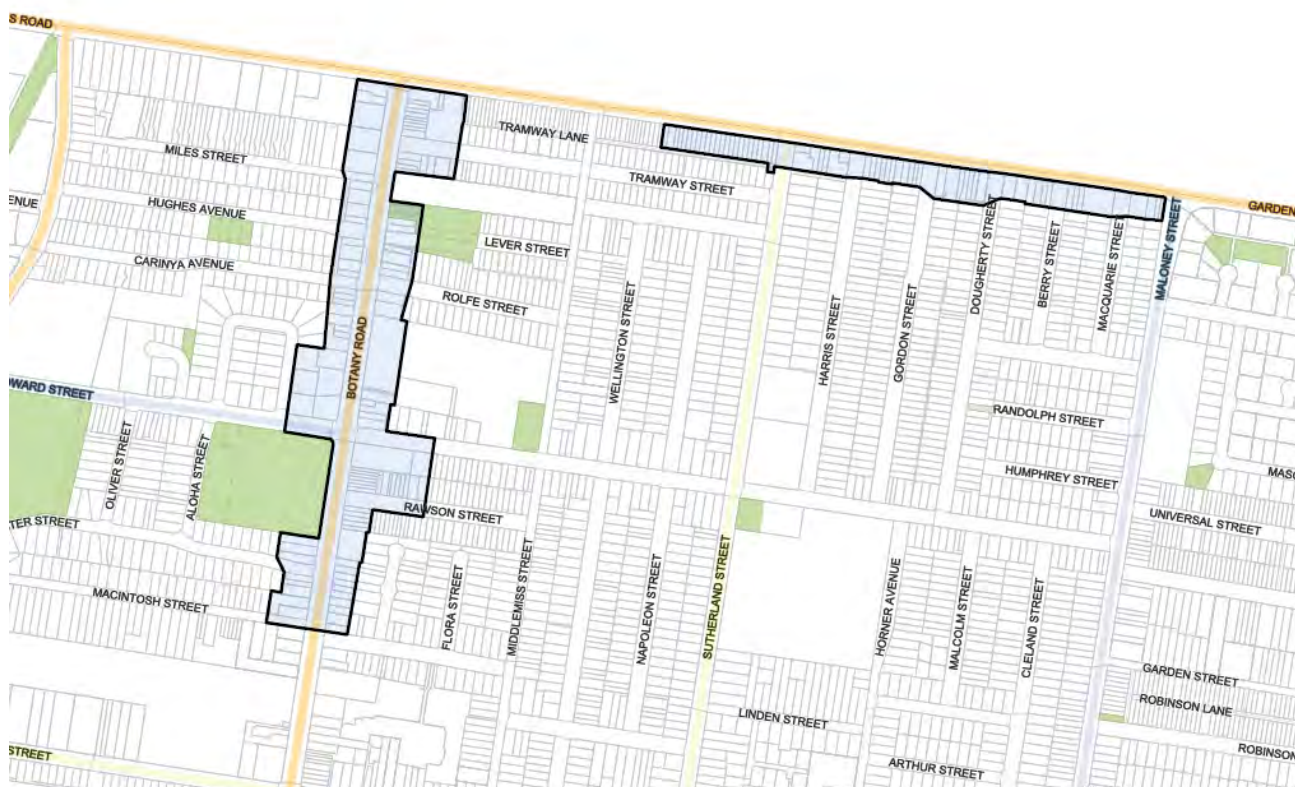 S ROAD
TRAMWAY LANE
MILES STREET
TRAMWAY STREET
HUGHES AVENUE
ENUE
GARDEN
LEVER STREET
CARINYA AVENUE
DOUGHERTY STREET
BERRY STREET
MACQUARIE STREET
MALONEY STREET
ROLFE STREET
WELLINGTON STREET
HARRIS STREET
GORDON STREET
BOTANY ROAD
OWARD STREET
RANDOLPH STREET
OLIVER STREET
ALOHA STREET
HUMPHREY STREET
MASO
RAWSON STREET
UNIVERSAL STREET
TER STREET
MACINTOSH STREET
FLORA STREET
MIDDLEMISS STREET
NAPOLEON STREET
SUTHERLAND STREET
HORNER AVENUE
MALCOLM STREET
CLELAND STREET
GARDEN STREET
ROBINSON LANE
LINDEN STREET
STREET
ROBINSON
ARTHUR STREET